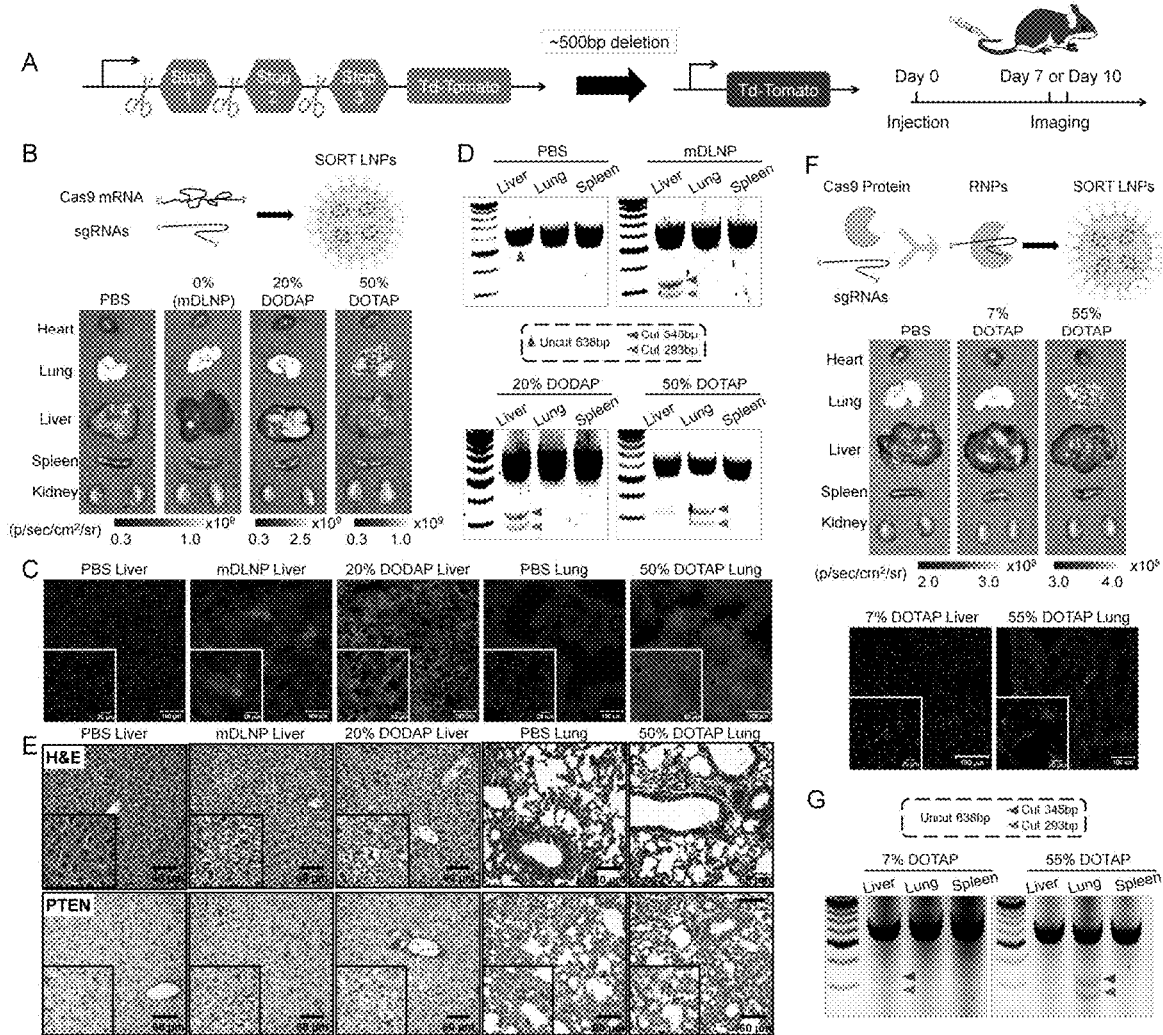 A
~500bp deletion
Stop 1
Stop 2
Stop 3
Td-Tomato
Td-Tomato
Day 0
Day 7 or Day 10
Injection
Imaging
B
SORT LNPs
Cas9 mRNA
sgRNAs
PBS
0% (mDLNP)
20% DODAP
50% DOTAP
Heart
Lung
Liver
Spleen
Kidney
(p/sec/cm²/sr)
0.3
1.0
x10⁹
0.3
2.5
x10⁹
0.3
1.0
x10⁹
D
PBS
mDLNP
Liver
Lung
Spleen
Liver
Lung
Spleen
Uncut 638bp
Cut 293bp
20% DODAP
50% DOTAP
Liver
Lung
Spleen
Liver
Lung
Spleen
F
Cas9 Protein
RNPs
SORT LNPs
sgRNAs
PBS
7% DOTAP
55% DOTAP
Heart
Lung
Liver
Spleen
Kidney
(p/sec/cm²/sr)
2.0
3.0
3.0
4.0
7% DOTAP Liver
55% DOTAP Lung
C
PBS Liver
mDLNP Liver
20% DODAP Liver
PBS Lung
50% DOTAP Lung
E
PBS Liver
mDLNP Liver
20% DODAP Liver
PBS Lung
50% DOTAP Lung
H&E
PTEN
G
Uncut 638bp
Cut 345bp
Cut 293bp
7% DOTAP
55% DOTAP
Liver
Lung
Spleen
Liver
Lung
Spleen